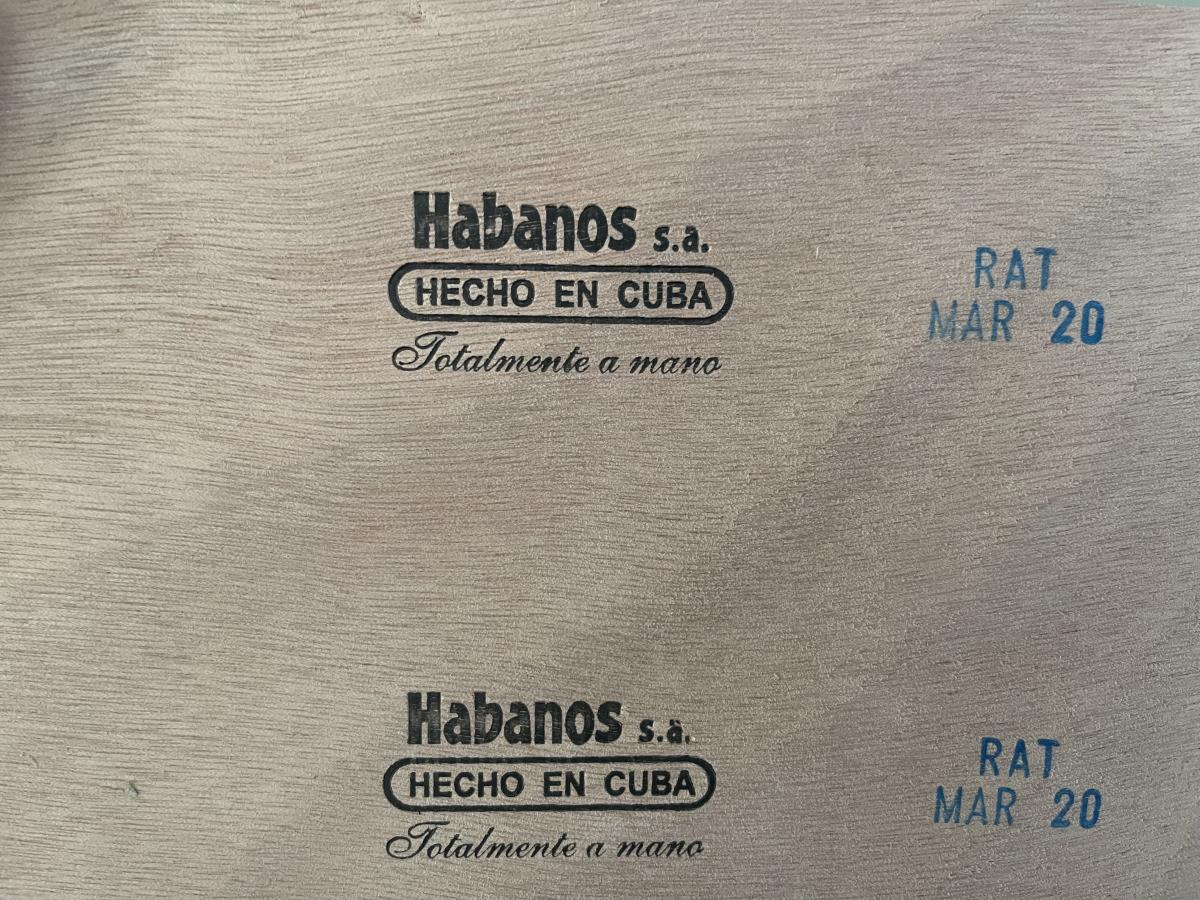 Habanos s.a.
HECHO EN CUBA
Totalmente a mano
RAT
MAR 20
Habanos s.a.
HECHO EN CUBA
Totalmente a mano
RAT
MAR 20